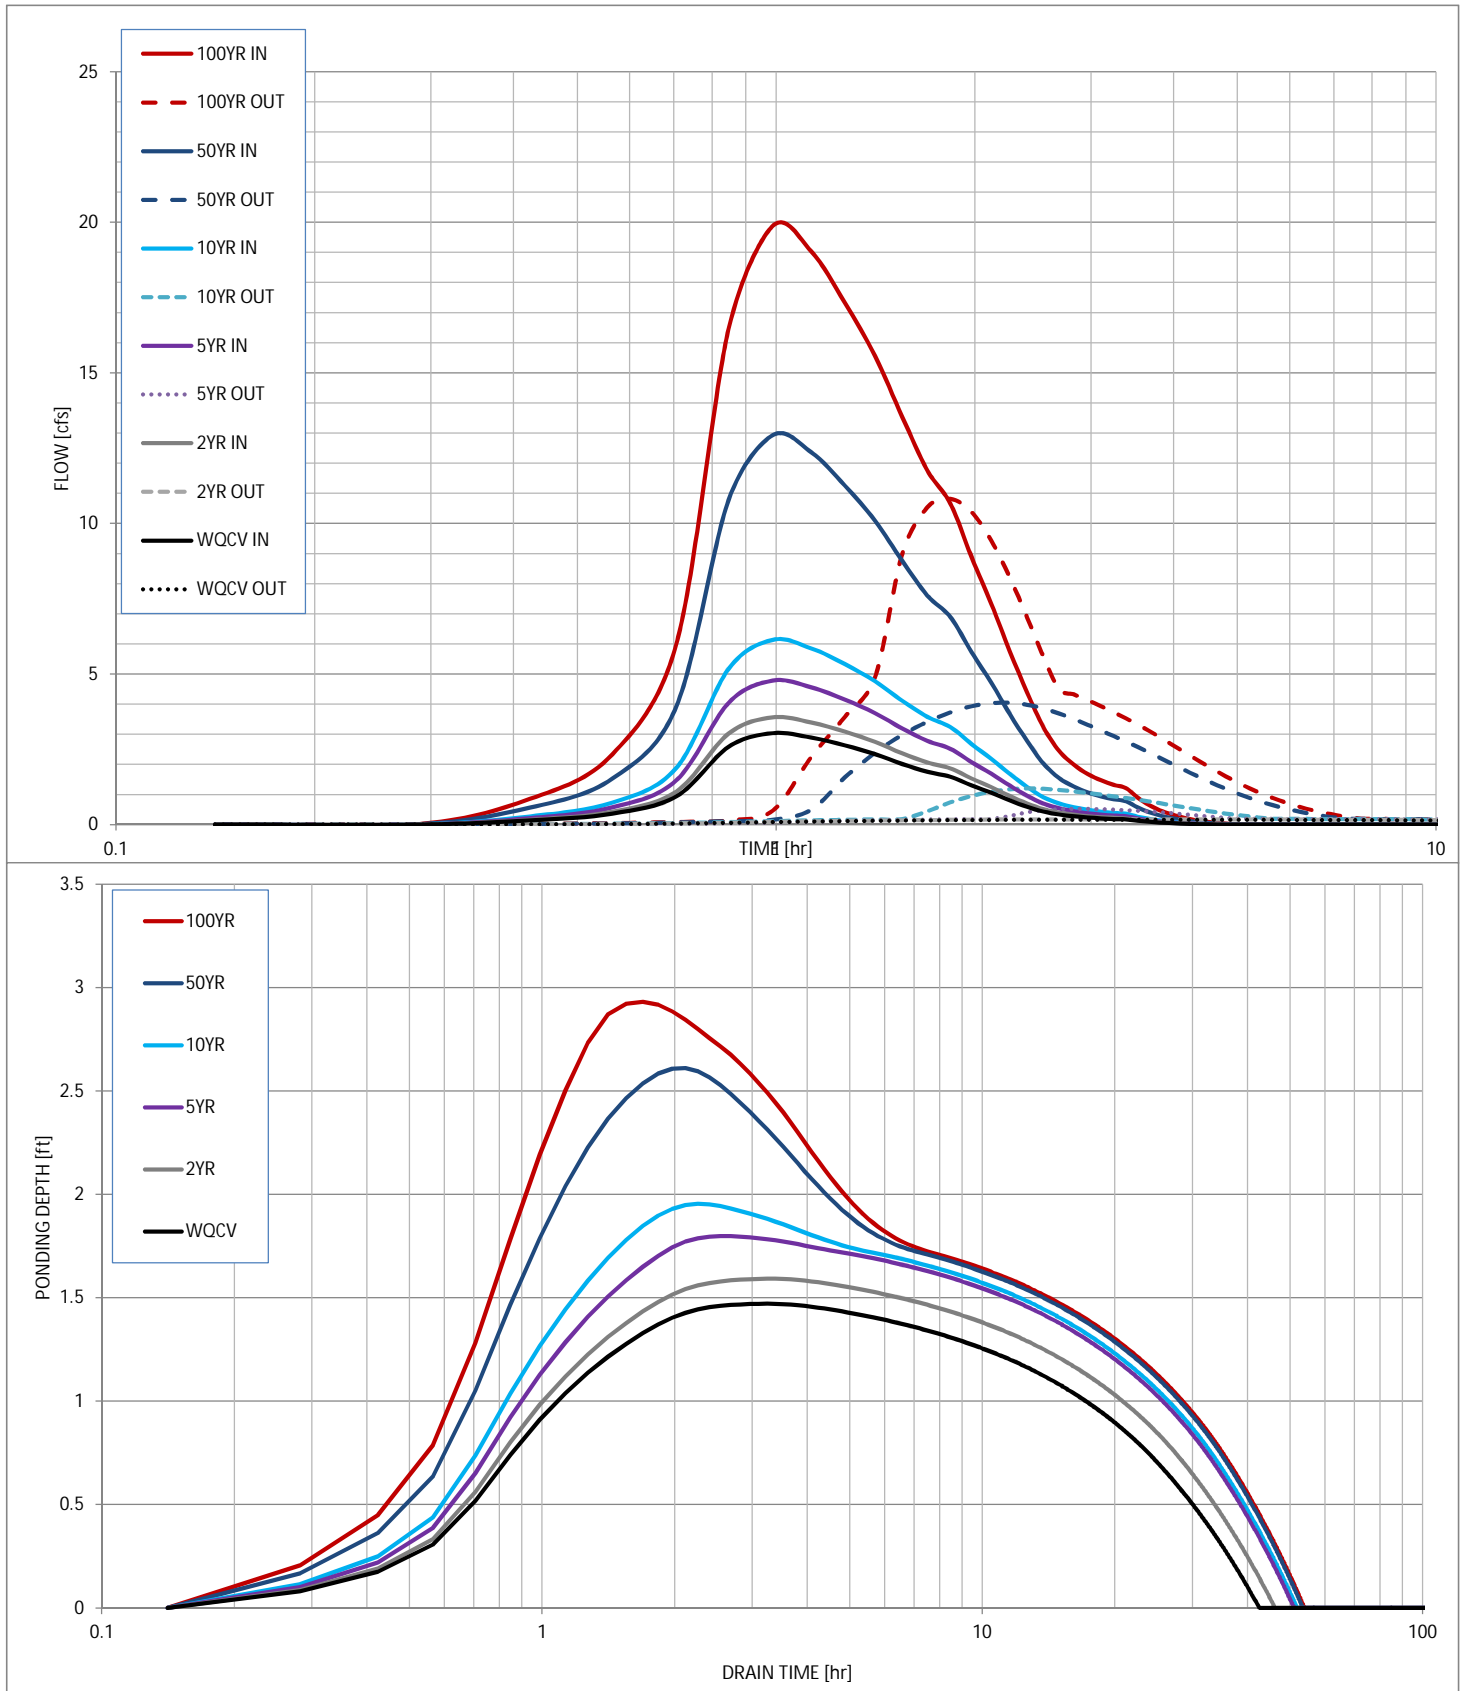 100YR IN
100YR OUT
50YR IN
50YR OUT
10YR IN
10YR OUT
5YR IN
5YR OUT
2YR IN
2YR OUT
WQCV IN
WQCV OUT
25
20
15
10
5
0
FLOW [cfs]
0.1
1
10
TIME [hr]
100YR
50YR
10YR
5YR
2YR
WQCV
3.5
3
2.5
2
1.5
1
0.5
0
PONDING DEPTH [ft]
0.1
1
10
100
DRAIN TIME [hr]